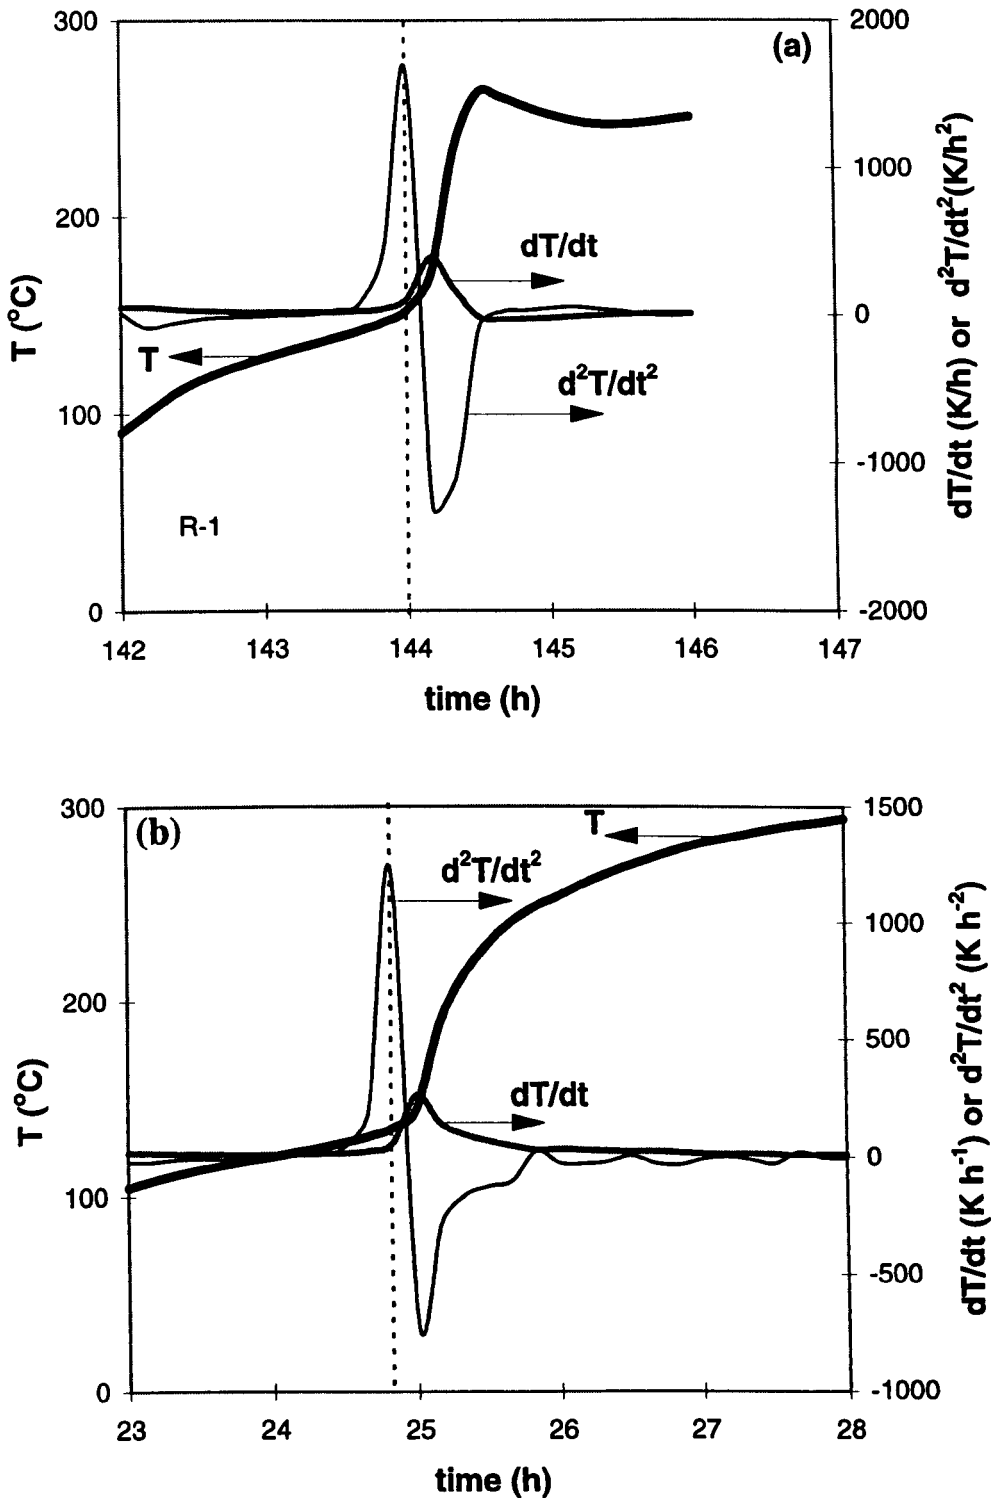 300
2000
(a)
1000
200
dT/dt
0
T
d²T/dt²
100
-1000
R-1
0
-2000
142 143 144 145 146 147
time (h)
T (°C)
dT/dt (K/h) or d²T/dt²(K/h²)
300
1500
(b)
T
d²T/dt²
1000
200
500
dT/dt
0
100
-500
0
-1000
23 24 25 26 27 28
time (h)
T (°C)
dT/dt (K h⁻¹) or d²T/dt² (K h⁻²)